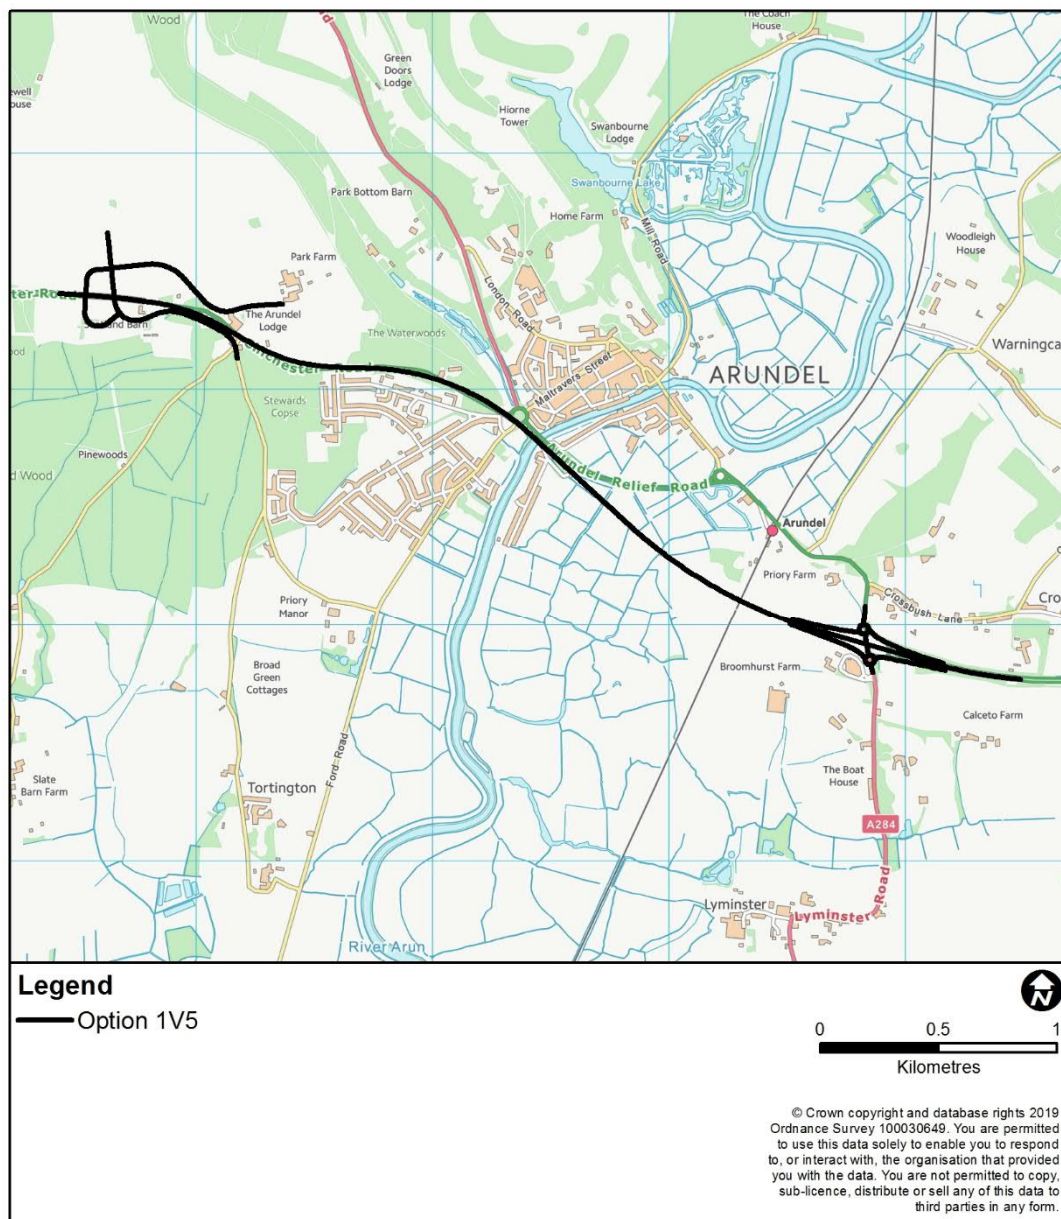 Wood
The Coach
House
Green
Doors
Lodge
Hiorne
Tower
Swanbourne
Lodge
Swanbourne Lake
Park Bottom Barn
Home Farm
Mill Road
Woodleigh
House
Park Farm
London Road
ter Road
The Arundel
Lodge
The Waterwoods
Warningca
Maltravers Street
ARUNDEL
Stewards
Copse
Pinewoods
d Wood
Arundel Relief Road
Arundel
Priory Farm
Priory
Manor
Crossbush Lane
Cro
Broad
Green
Cottages
Broomhurst Farm
Calceto Farm
Ford Road
The Boat
House
Slate
Barn Farm
Tortington
A284
Lyminster
Lyminster Road
River Arun
Legend
Option 1V5
N
0 0.5 1
Kilometres
© Crown copyright and database rights 2019
Ordnance Survey 100030649. You are permitted
to use this data solely to enable you to respond
to, or interact with, the organisation that provided
you with the data. You are not permitted to copy,
sub-licence, distribute or sell any of this data to
third parties in any form.